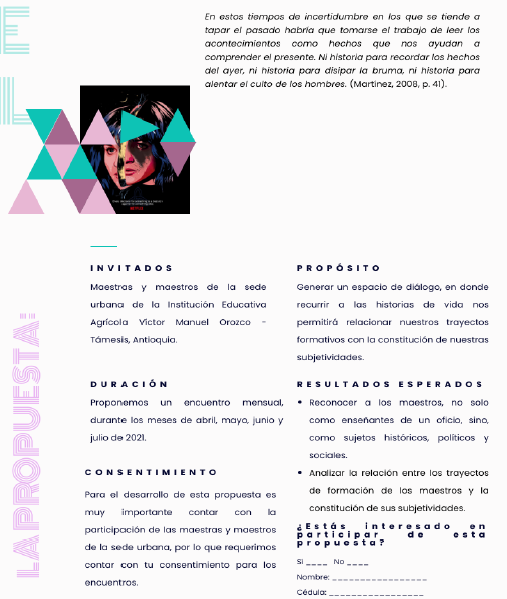 E
L
En estos tiempos de incertidumbre en los que se tiende a
tapar el pasado habría que tomarse el trabajo de leer los
acontecimientos como hechos que nos ayudan a
comprender el presente. Ni historia para recordar los hechos
del ayer, ni historia para disipar la bruma, ni historia para
alentar el culto de los hombres. (Martínez, 2008, p. 41).
LA PROPUESTA:
INVITADOS
Maestras y maestros de la sede
urbana de la Institución Educativa
Agrícola Víctor Manuel Orozco -
Támesis, Antioquia.
DURACIÓN
Proponemos un encuentro mensual,
durante los meses de abril, mayo, junio y
julio de 2021.
CONSENTIMIENTO
Para el desarrollo de esta propuesta es
muy importante contar con la
participación de las maestras y maestros
de la sede urbana, por lo que requerimos
contar con tu consentimiento para los
encuentros.
PROPÓSITO
Generar un espacio de diálogo, en donde
recurrir a las historias de vida nos
permitirá relacionar nuestros trayectos
formativos con la constitución de nuestras
subjetividades.
RESULTADOS ESPERADOS
• Reconocer a los maestros, no solo
como enseñantes de un oficio, sino,
como sujetos históricos, políticos y
sociales.
• Analizar la relación entre los trayectos
de formación de los maestros y la
constitución de sus subjetividades.
¿Estás interesado en
participar de esta
propuesta?
Sí ____ No ____
Nombre: _________________
Cédula: _________________